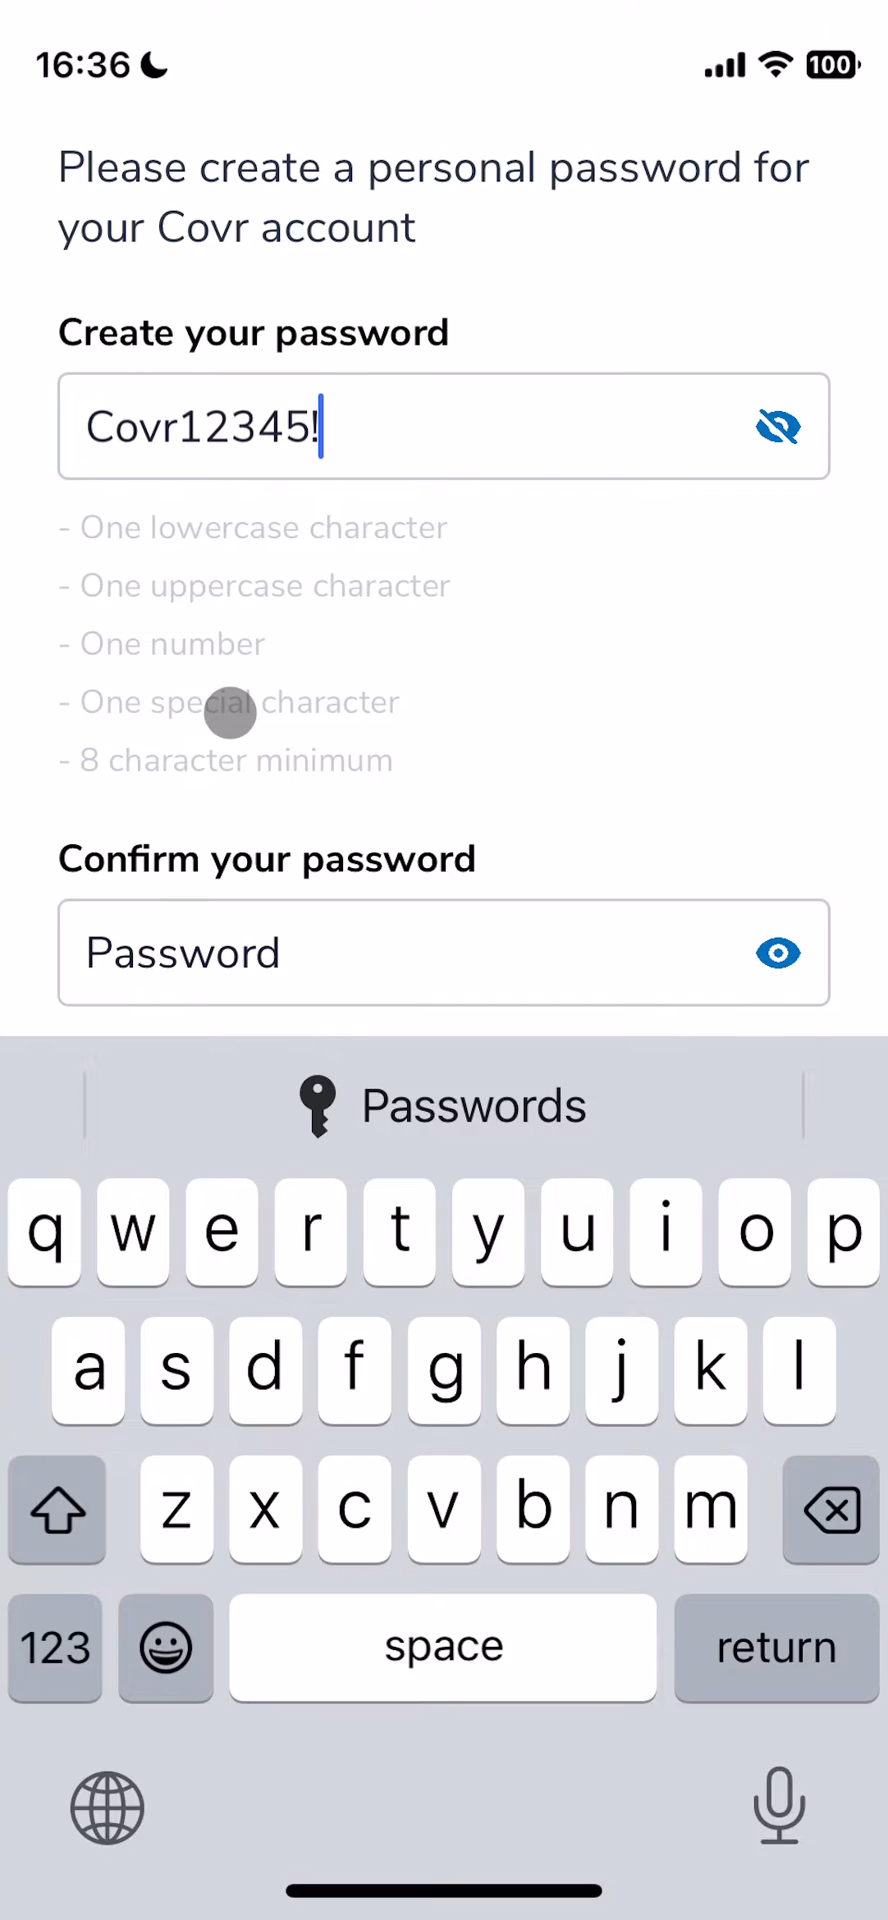 16:36
100
Please create a personal password for
your Covr account
Create your password
Covr12345!
- One lowercase character
- One uppercase character
- One number
- One special character
- 8 character minimum
Confirm your password
Password
Passwords
q w e r t y u i o p
a s d f g h j k l
z x c v b n m
123 space return